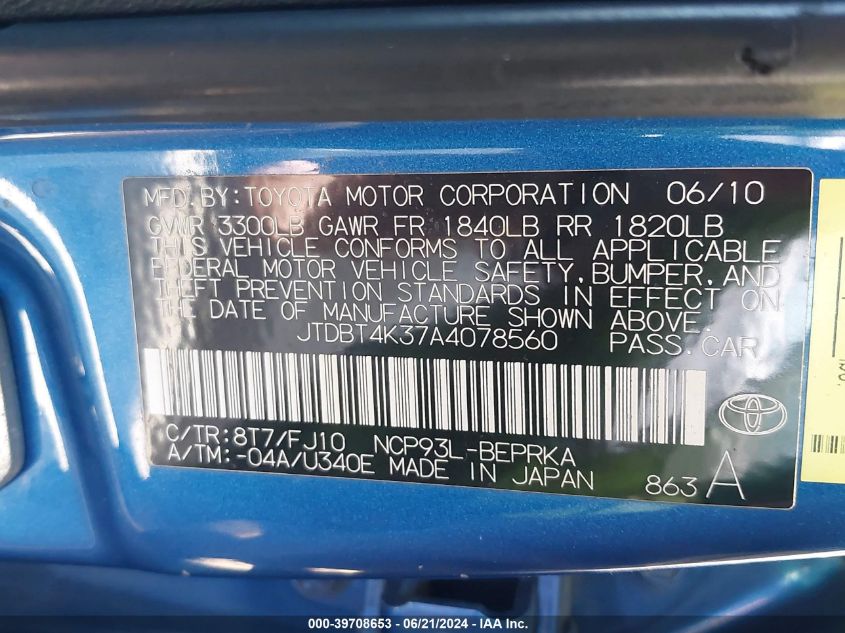 MFD.BY:TOYOTA MOTOR CORPORATION 06/10
GVWR 3300LB GAWR FR 1840LB RR 1820LB
THIS VEHICLE CONFORMS TO ALL APPLICABLE
FEDERAL MOTOR VEHICLE SAFETY,BUMPER,AND
THEFT PREVENTION STANDARDS IN EFFECT ON
THE DATE OF MANUFACTURE SHOWN ABOVE.
JTDBT4K37A4078560 PASS.CAR
C/TR:8T7/FJ10 NCP93L-BEPRKA
A/TM:-04A/U340E MADE IN JAPAN 863 A
000-39708653 / 06/21/2024 / IAA Inc.